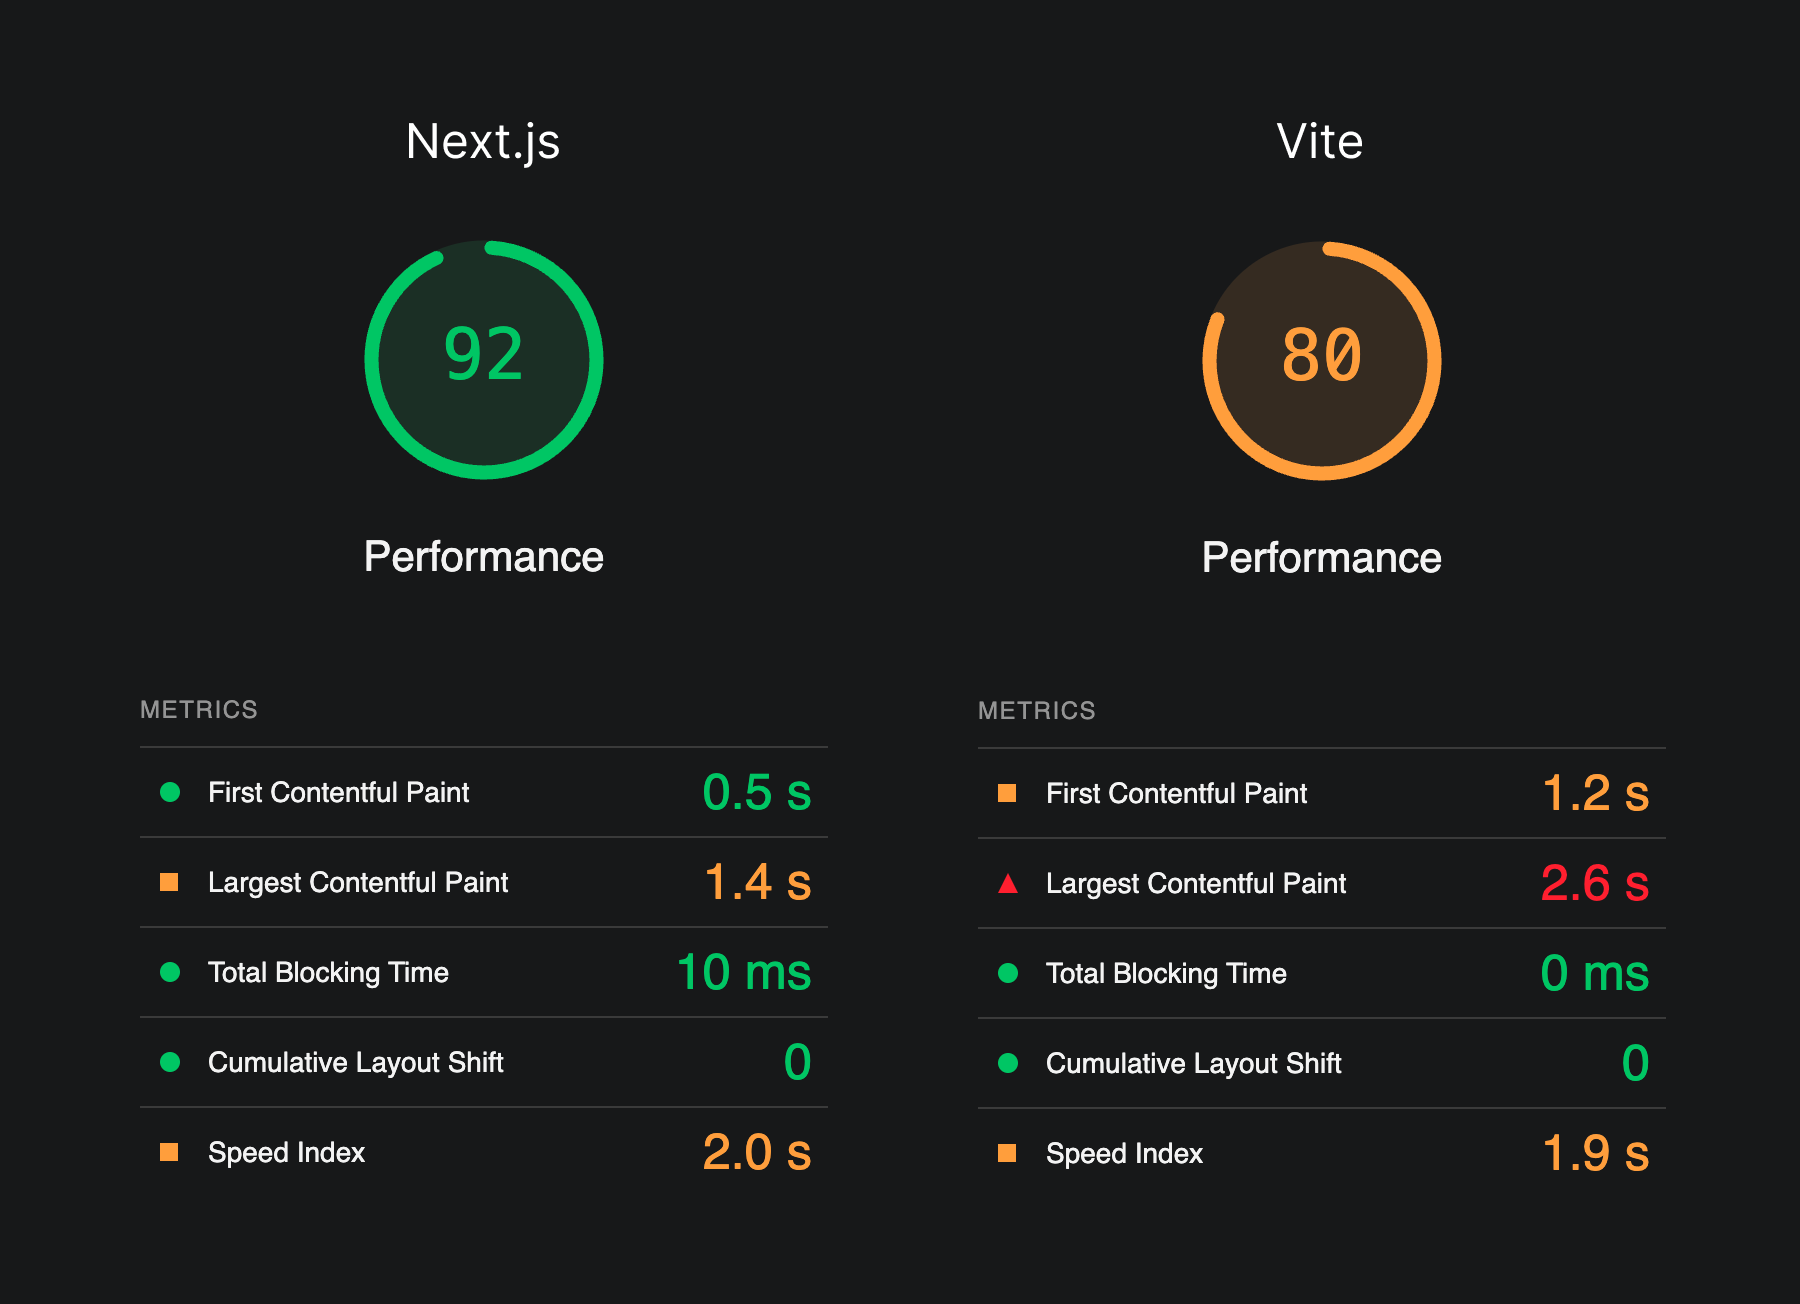 Next.js
92
Performance
METRICS
First Contentful Paint 0.5 s
Largest Contentful Paint 1.4 s
Total Blocking Time 10 ms
Cumulative Layout Shift 0
Speed Index 2.0 s
Vite
80
Performance
METRICS
First Contentful Paint 1.2 s
Largest Contentful Paint 2.6 s
Total Blocking Time 0 ms
Cumulative Layout Shift 0
Speed Index 1.9 s